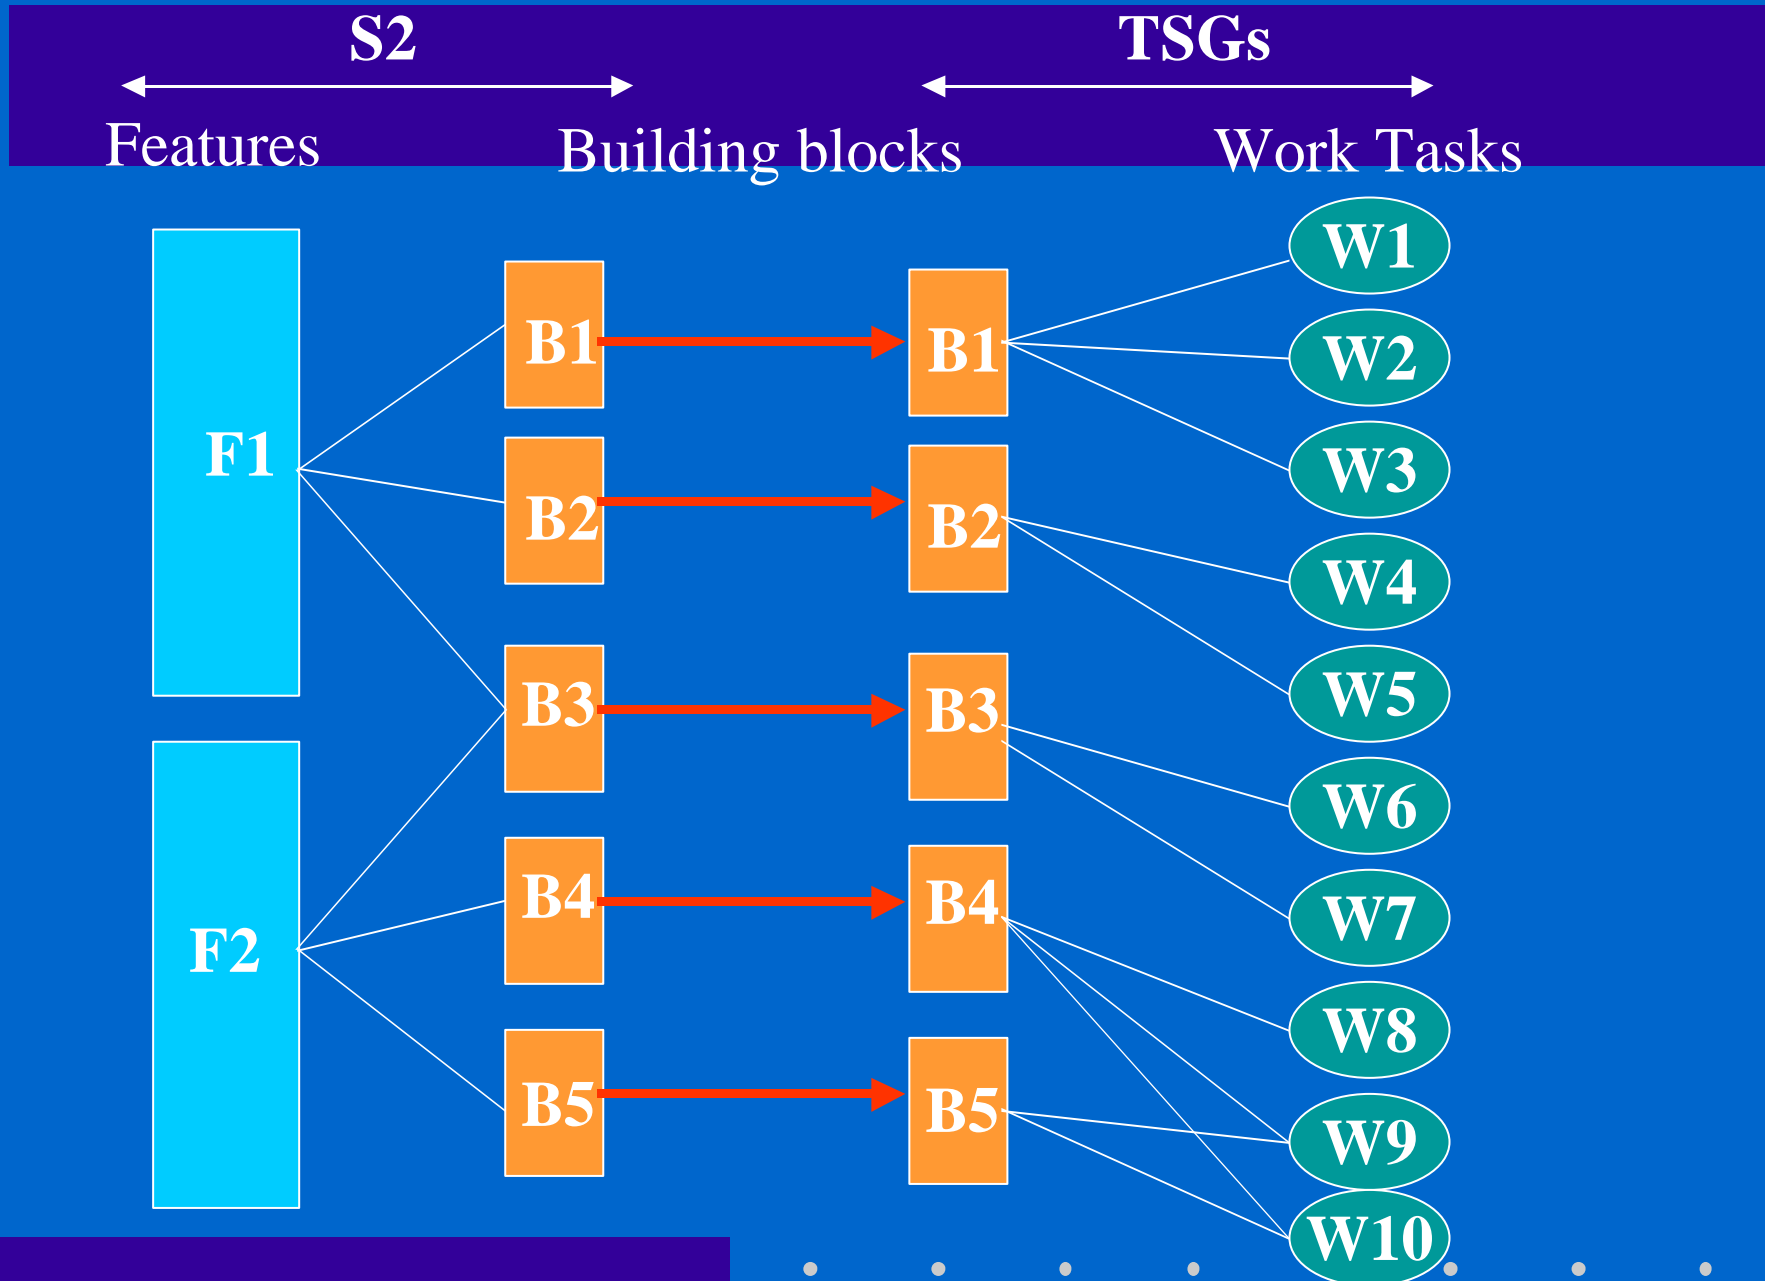 S2 TSGs
Features Building blocks Work Tasks
W1
B1 B1 W2
F1 W3
B2 B2 W4
B3 B3 W5
W6
B4 B4 W7
F2 W8
B5 B5 W9
W10